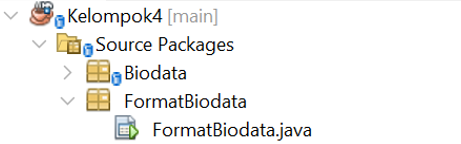 Kelompok4 [main]
Source Packages
Biodata
FormatBiodata
FormatBiodata.java